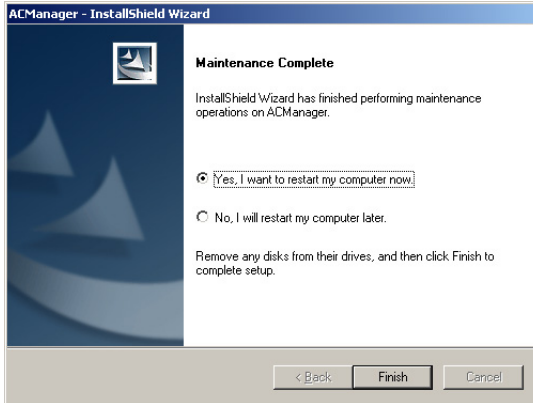 ACManager - InstallShield Wizard
Maintenance Complete
InstallShield Wizard has finished performing maintenance
operations on ACManager.
Yes, I want to restart my computer now.
No, I will restart my computer later.
Remove any disks from their drives, and then click Finish to
complete setup.
< Back
Finish
Cancel